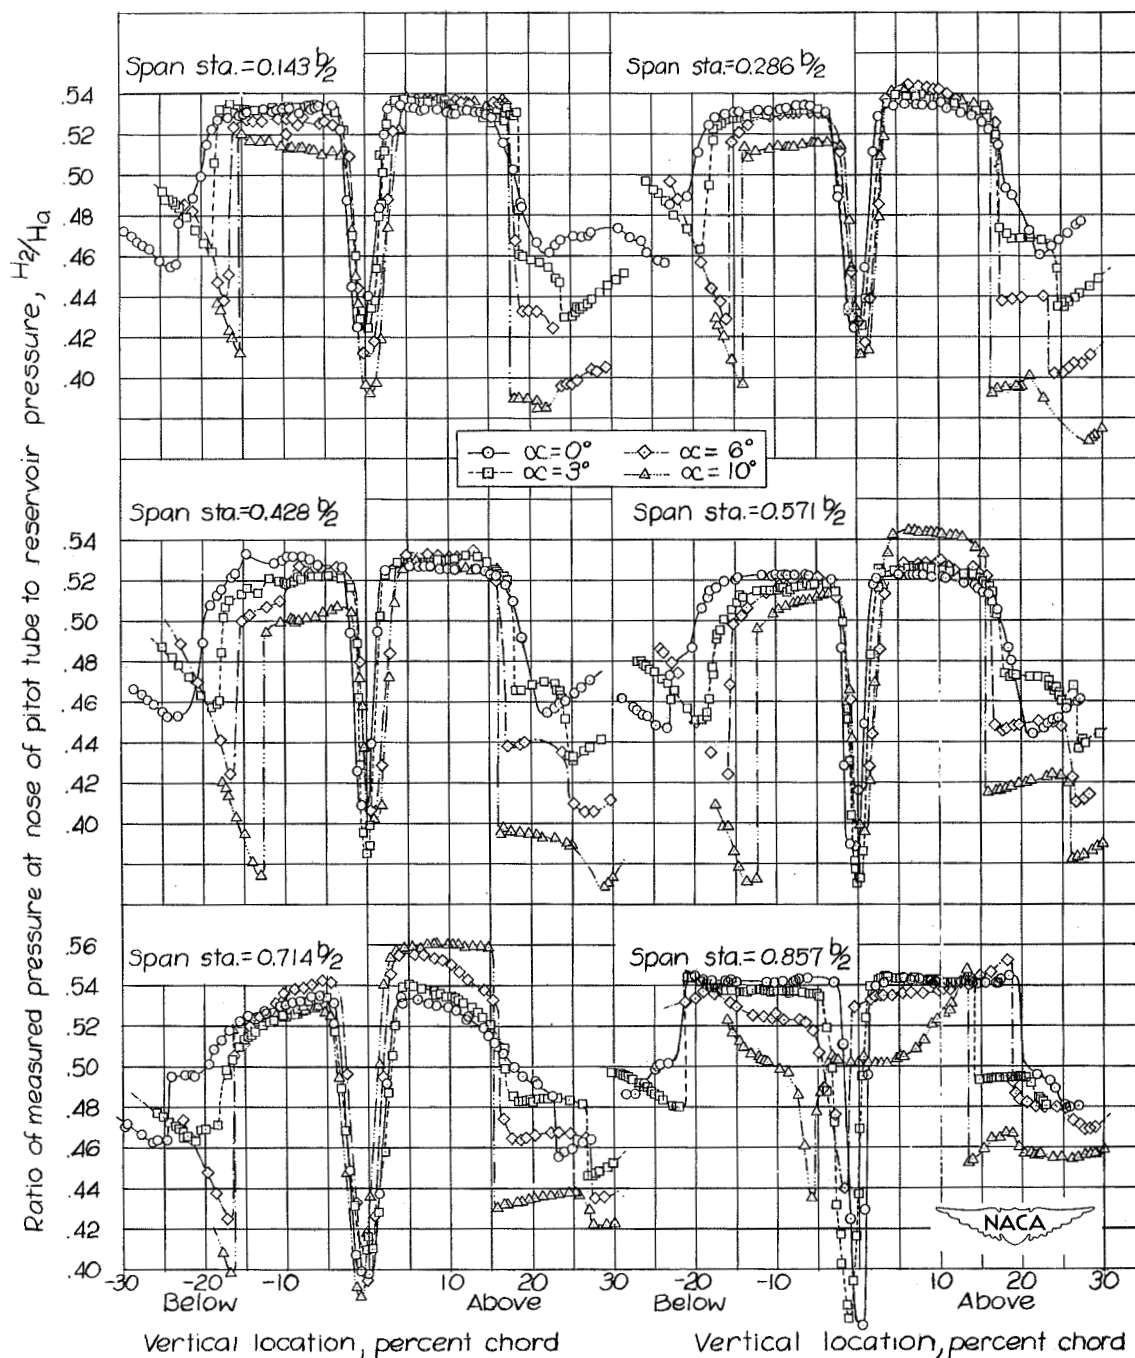 Span sta.=0.143 b/2
Span sta.=0.286 b/2
.54
.52
.50
.48
.46
.44
.42
.40
∝=0°
∝=6°
∝=3°
∝=10°
Span sta.=0.428 b/2
Span sta.=0.571 b/2
.54
.52
.50
.48
.46
.44
.42
.40
Span sta.=0.714 b/2
Span sta.=0.857 b/2
.56
.54
.52
.50
.48
.46
.44
.42
.40
NACA
-30 -20 -10 0 10 20 30 -20 -10 0 10 20 30
Below Above Below Above
Vertical location, percent chord
Vertical location, percent chord
Ratio of measured pressure at nose of pitot tube to reservoir pressure, H2/Ha